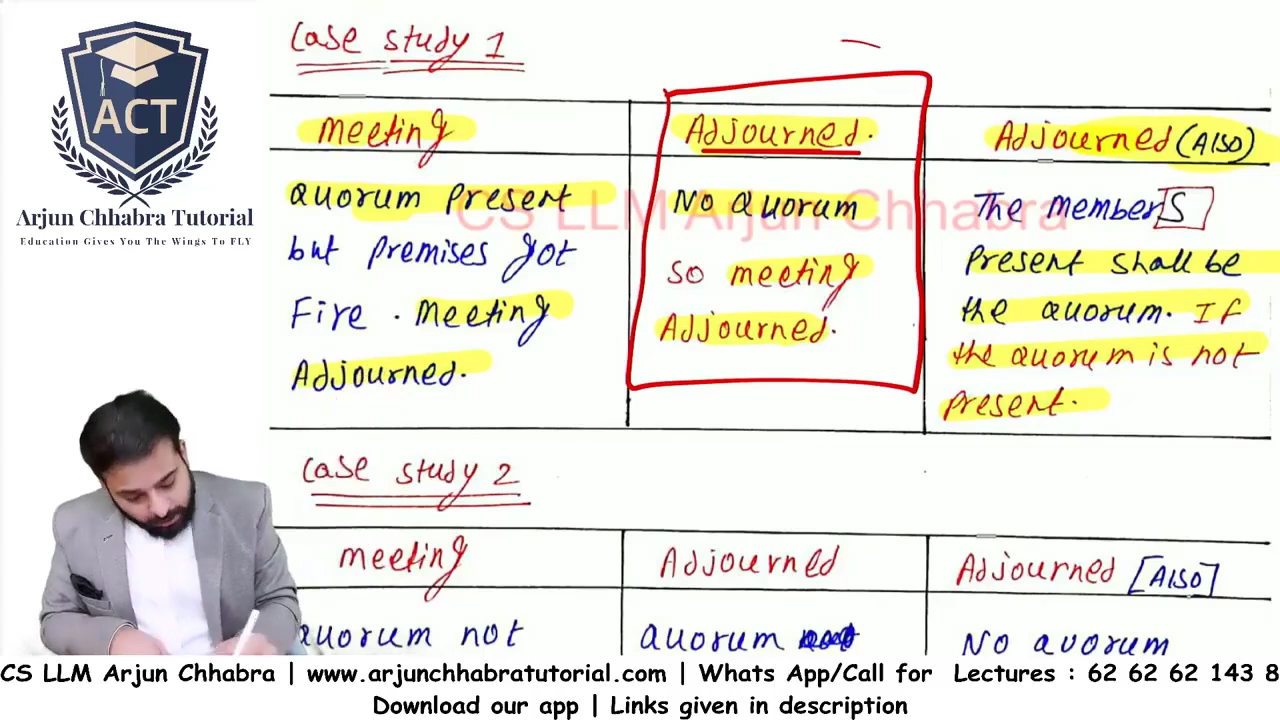 Case study 1
ACT
Arjun Chhabra Tutorial
Education Gives You The Wings To FLY
Meeting
Quorum Present
but premises got
Fire. Meeting
Adjourned.
Adjourned.
No Quorum
so meeting
Adjourned.
Adjourned (Also)
The members
Present shall be
the quorum. If
the quorum is not
present.
CS LLM Arjun Chhabra
Case study 2
meeting
Adjourned
Adjourned [Also]
Quorum not
Quorum
No Quorum
CS LLM Arjun Chhabra | www.arjunchhabratutorial.com | Whats App/Call for Lectures : 62 62 62 143 8
Download our app | Links given in description